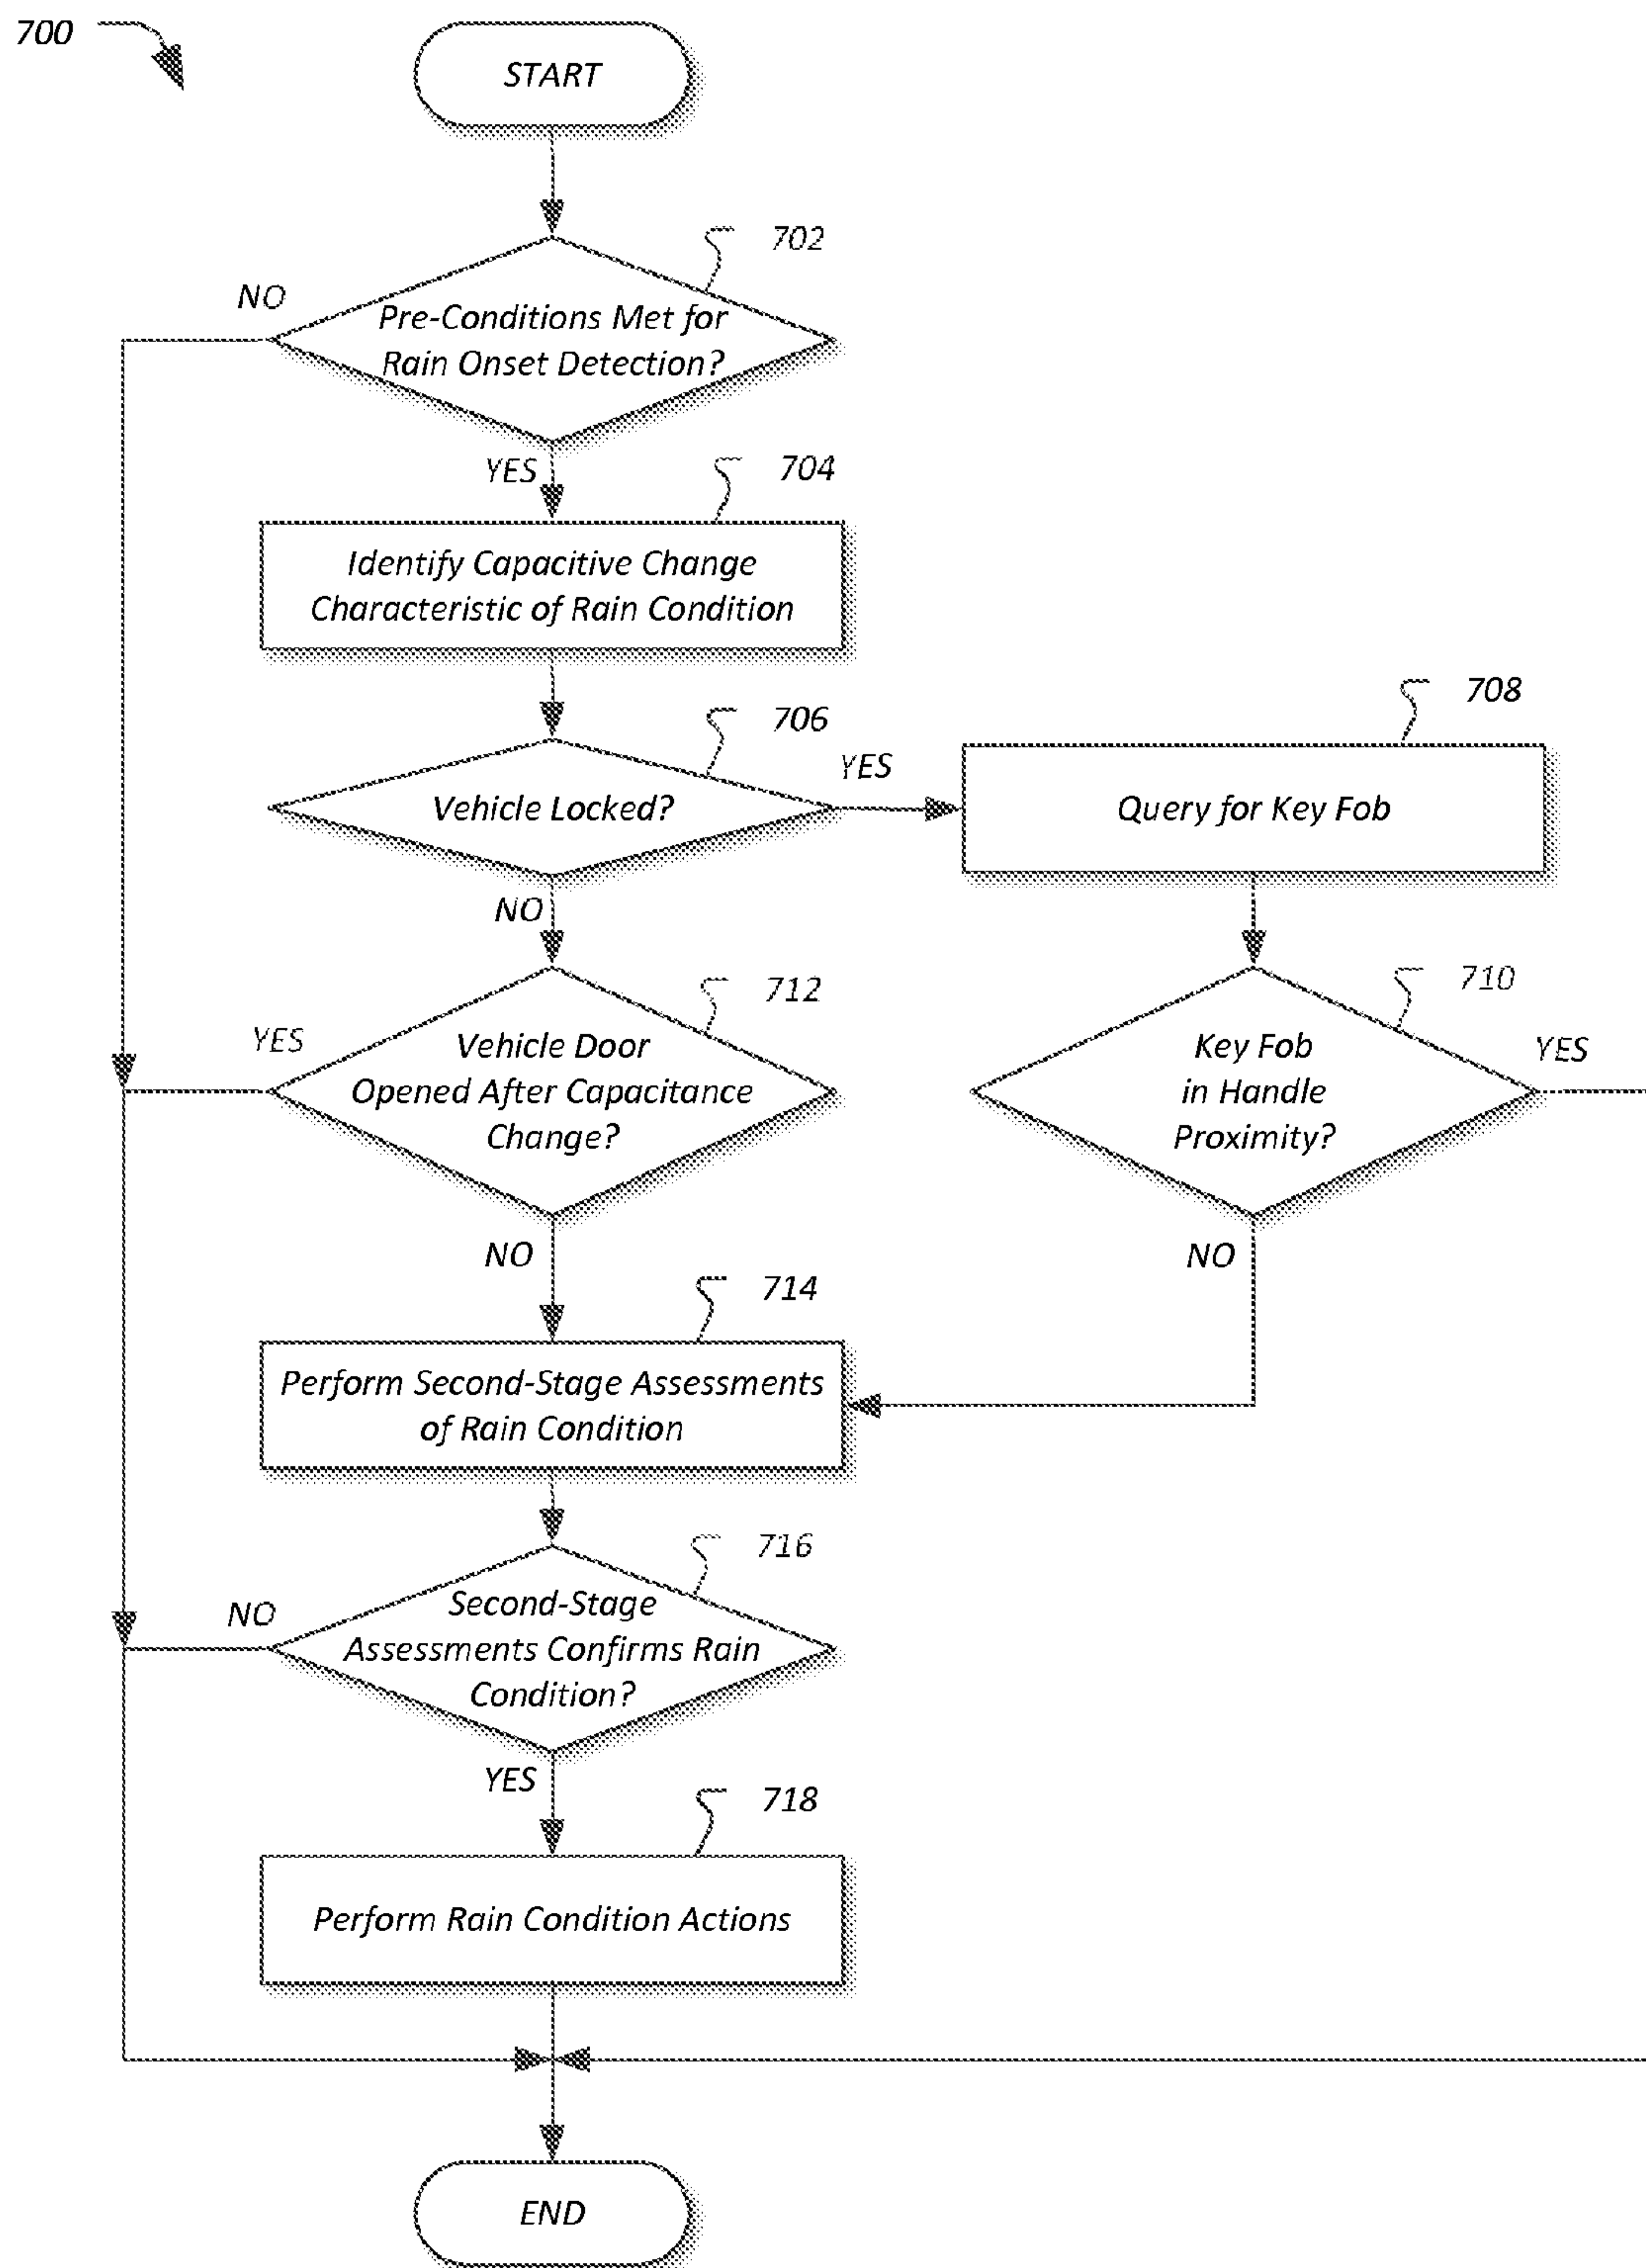 700
START
702
NO
Pre-Conditions Met for
Rain Onset Detection?
YES
704
Identify Capacitive Change
Characteristic of Rain Condition
706
Vehicle Locked?
YES
708
Query for Key Fob
NO
712
YES
Vehicle Door
Opened After Capacitance
Change?
710
Key Fob
in Handle
Proximity?
YES
NO
NO
714
Perform Second-Stage Assessments
of Rain Condition
716
NO
Second-Stage
Assessments Confirms Rain
Condition?
YES
718
Perform Rain Condition Actions
END